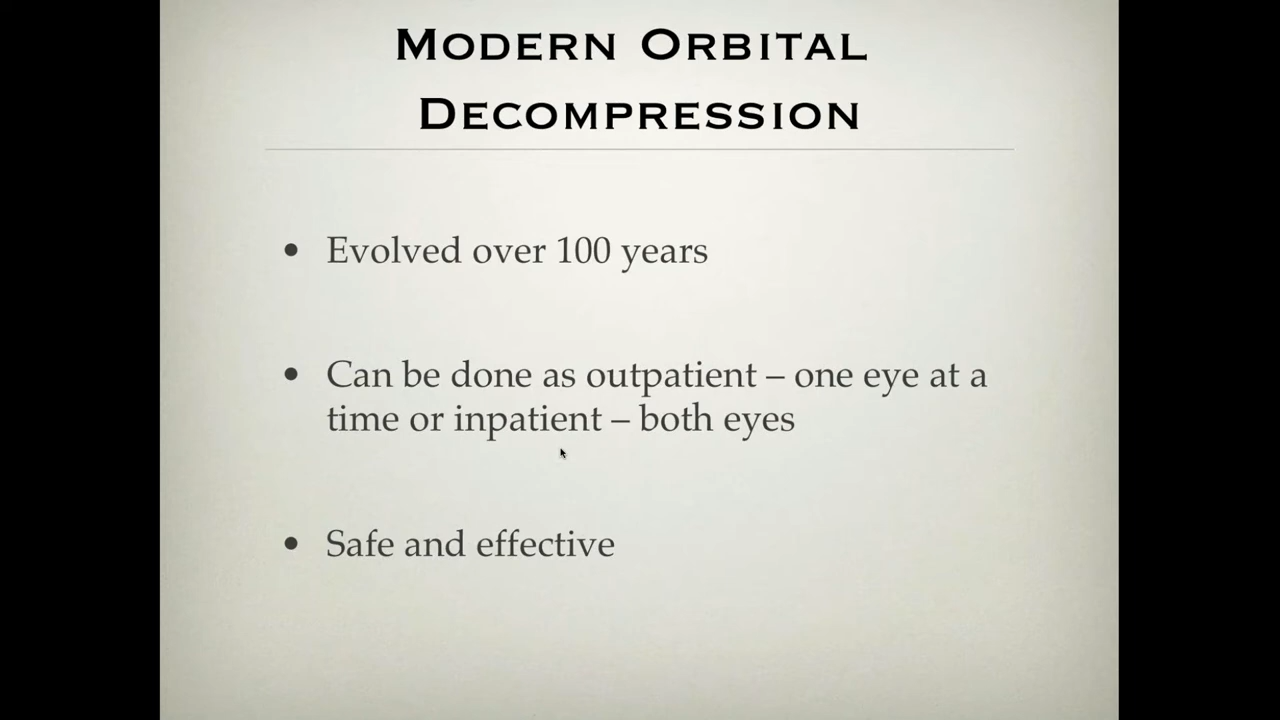 Modern Orbital
Decompression
• Evolved over 100 years
• Can be done as outpatient – one eye at a
time or inpatient – both eyes
• Safe and effective